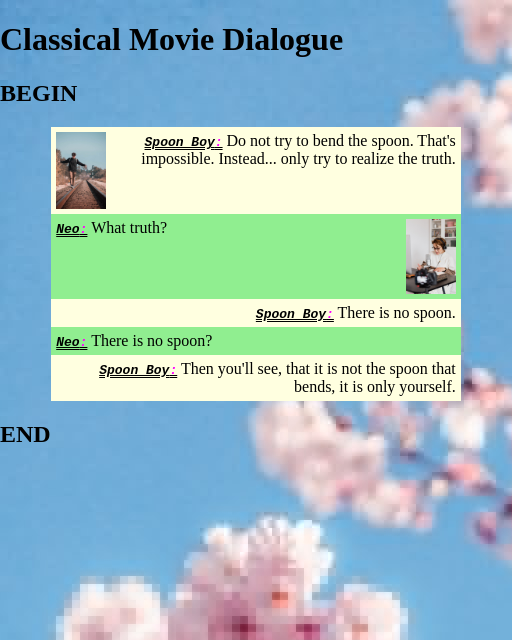 Classical Movie Dialogue
BEGIN
Spoon Boy: Do not try to bend the spoon. That's
impossible. Instead... only try to realize the truth.
Neo: What truth?
Spoon Boy: There is no spoon.
Neo: There is no spoon?
Spoon Boy: Then you'll see, that it is not the spoon that
bends, it is only yourself.
END